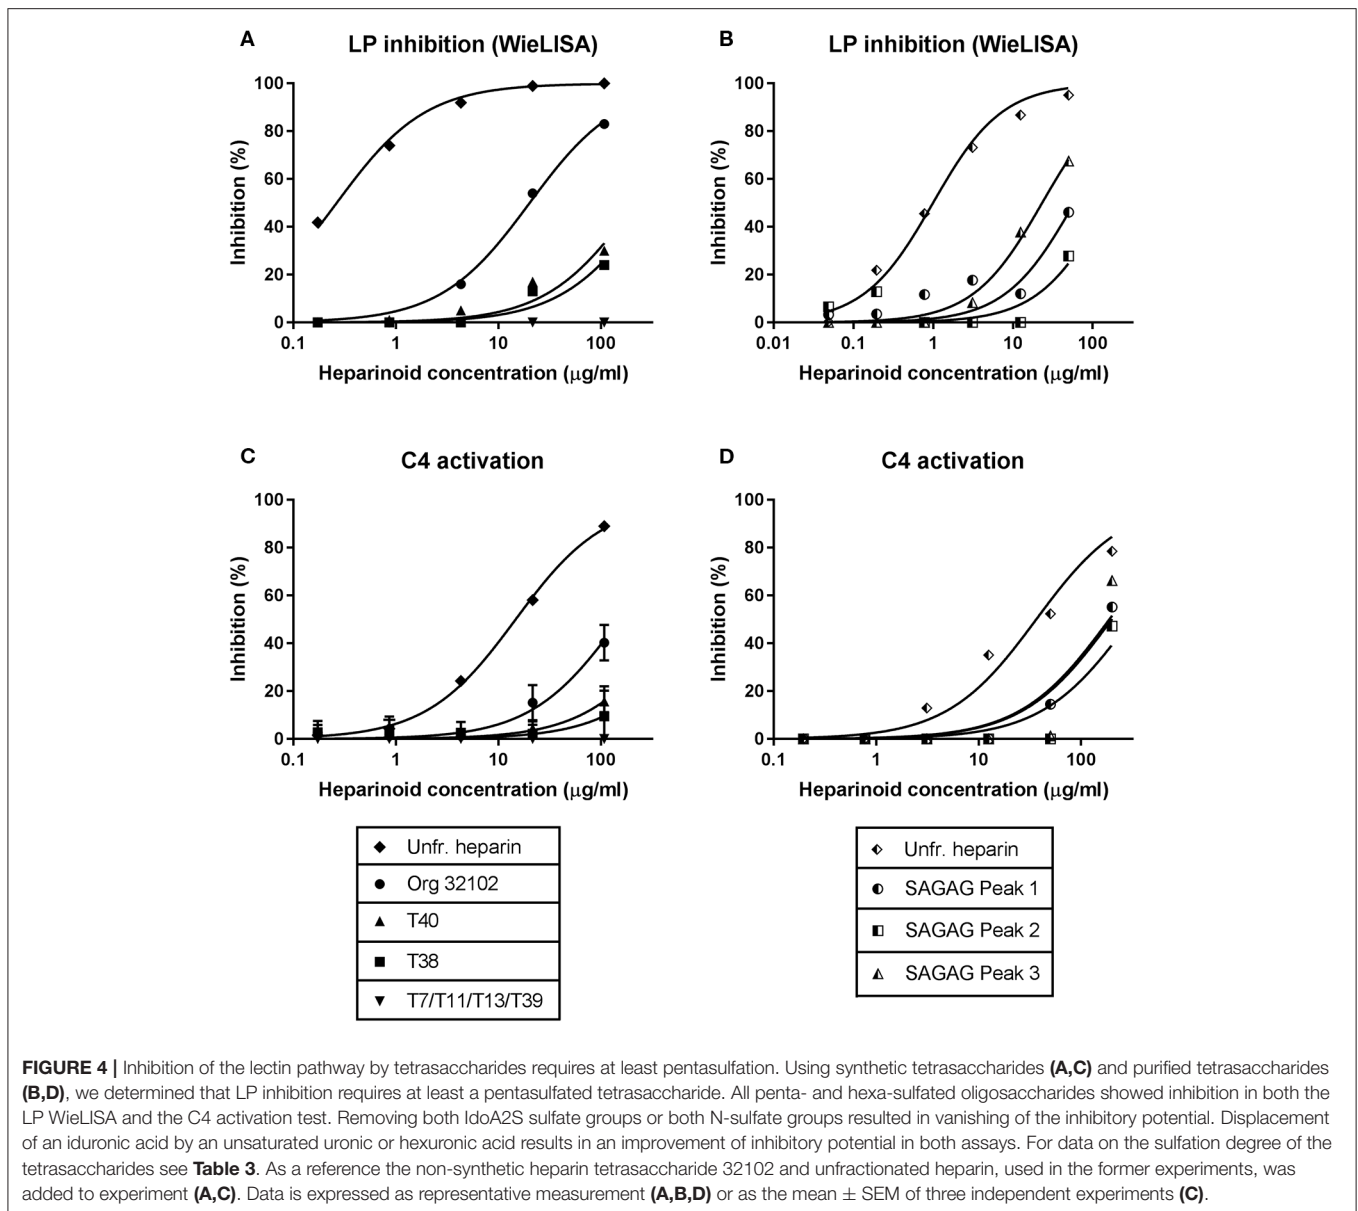 A
LP inhibition (WieLISA)
100
80
60
40
20
0
Inhibition (%)
0.1
1
10
100
Heparinoid concentration (μg/ml)
B
LP inhibition (WieLISA)
100
80
60
40
20
0
Inhibition (%)
0.01
0.1
1
10
100
Heparinoid concentration (μg/ml)
C
C4 activation
100
80
60
40
20
0
Inhibition (%)
0.1
1
10
100
Heparinoid concentration (μg/ml)
D
C4 activation
100
80
60
40
20
0
Inhibition (%)
0.1
1
10
100
Heparinoid concentration (μg/ml)
Unfr. heparin
Org 32102
T40
T38
T7/T11/T13/T39
Unfr. heparin
SAGAG Peak 1
SAGAG Peak 2
SAGAG Peak 3
FIGURE 4 | Inhibition of the lectin pathway by tetrasaccharides requires at least pentasulfation. Using synthetic tetrasaccharides (A,C) and purified tetrasaccharides
(B,D), we determined that LP inhibition requires at least a pentasulfated tetrasaccharide. All penta- and hexa-sulfated oligosaccharides showed inhibition in both the
LP WieLISA and the C4 activation test. Removing both IdoA2S sulfate groups or both N-sulfate groups resulted in vanishing of the inhibitory potential. Displacement
of an iduronic acid by an unsaturated uronic or hexuronic acid results in an improvement of inhibitory potential in both assays. For data on the sulfation degree of the
tetrasaccharides see Table 3. As a reference the non-synthetic heparin tetrasaccharide 32102 and unfractionated heparin, used in the former experiments, was
added to experiment (A,C). Data is expressed as representative measurement (A,B,D) or as the mean ± SEM of three independent experiments (C).